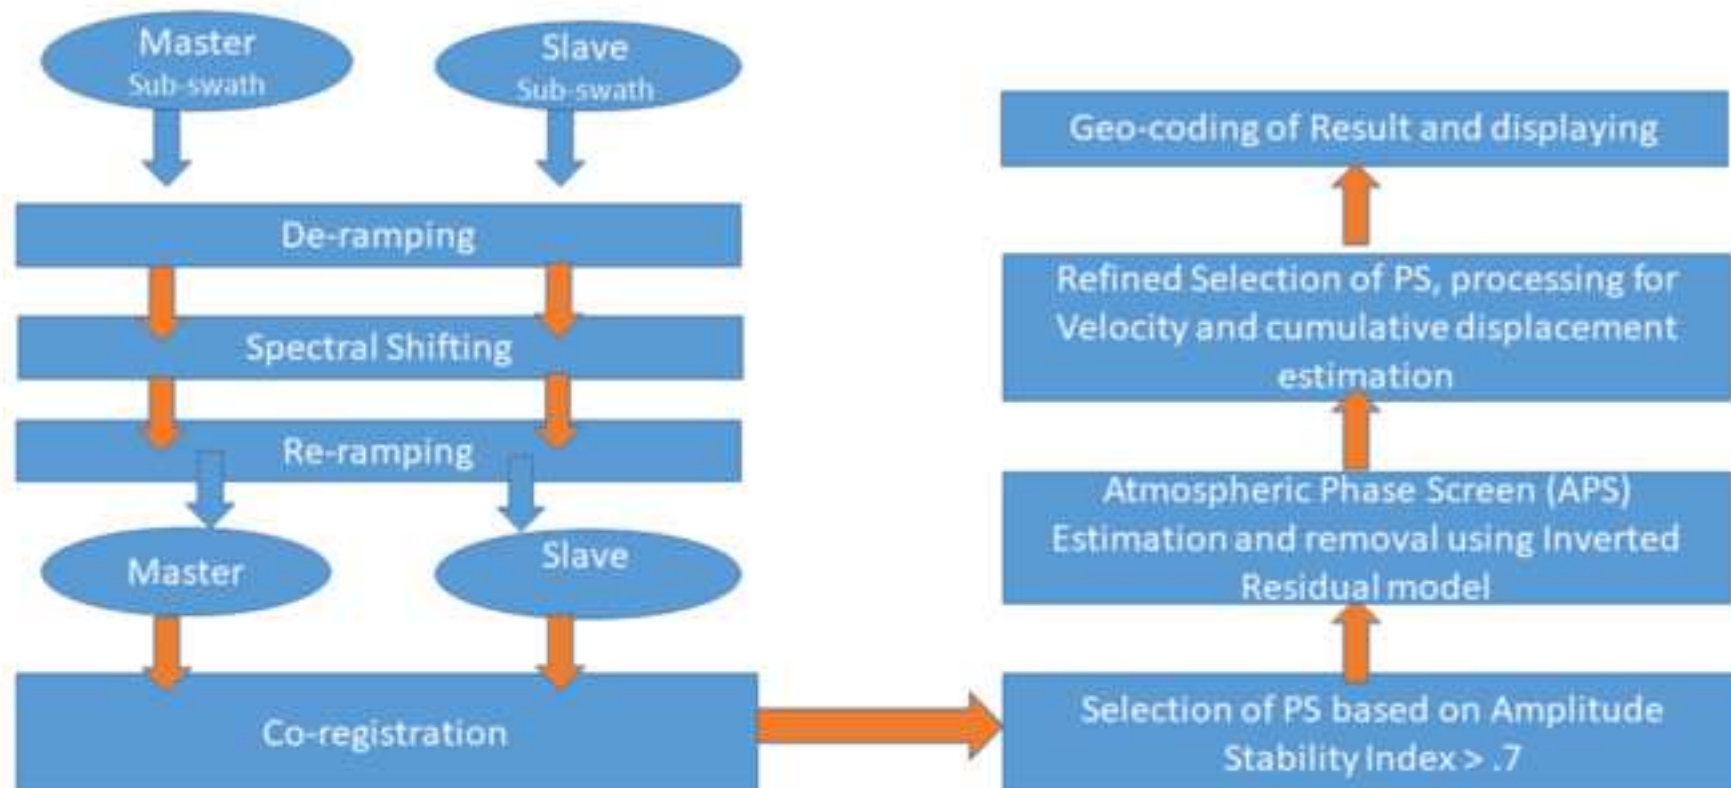 Master
Sub-swath
Slave
Sub-swath
De-ramping
Spectral Shifting
Re-ramping
Master
Slave
Co-registration
Geo-coding of Result and displaying
Refined Selection of PS, processing for
Velocity and cumulative displacement
estimation
Atmospheric Phase Screen (APS)
Estimation and removal using Inverted
Residual model
Selection of PS based on Amplitude
Stability Index > .7